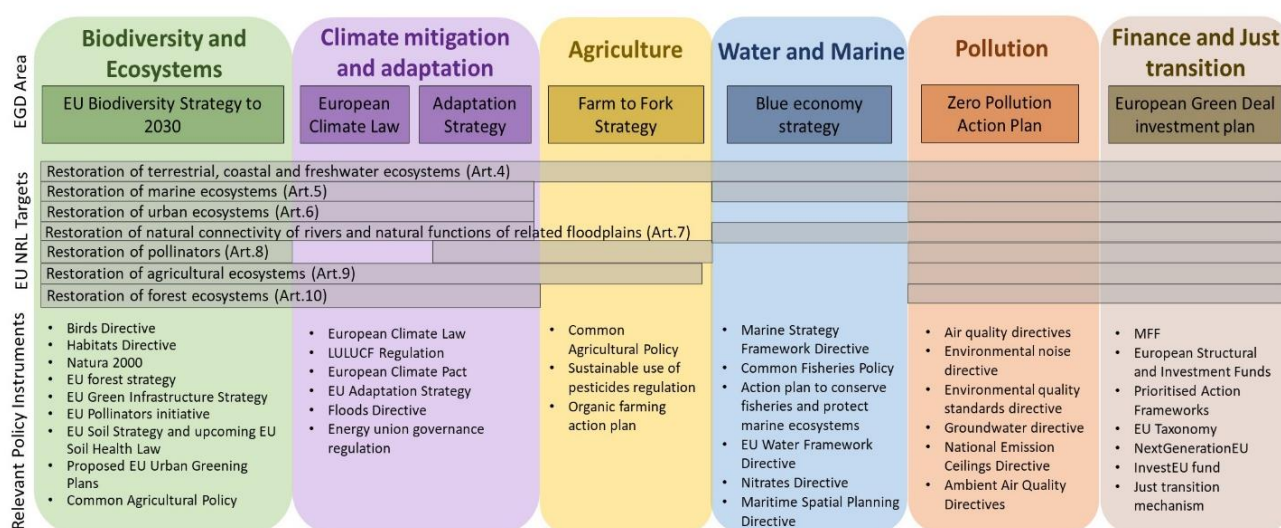 EGD Area
Biodiversity and
Ecosystems
EU Biodiversity Strategy to
2030
Climate mitigation
and adaptation
European
Climate Law
Adaptation
Strategy
Agriculture
Farm to Fork
Strategy
Water and Marine
Blue economy
strategy
Pollution
Zero Pollution
Action Plan
Finance and Just
transition
European Green Deal
investment plan
EU NRL Targets
Restoration of terrestrial, coastal and freshwater ecosystems (Art.4)
Restoration of marine ecosystems (Art.5)
Restoration of urban ecosystems (Art.6)
Restoration of natural connectivity of rivers and natural functions of related floodplains (Art.7)
Restoration of pollinators (Art.8)
Restoration of agricultural ecosystems (Art.9)
Restoration of forest ecosystems (Art.10)
Relevant Policy Instruments
• Birds Directive
• Habitats Directive
• Natura 2000
• EU forest strategy
• EU Green Infrastructure Strategy
• EU Pollinators initiative
• EU Soil Strategy and upcoming EU
Soil Health Law
• Proposed EU Urban Greening
Plans
• Common Agricultural Policy
• European Climate Law
• LULUCF Regulation
• European Climate Pact
• EU Adaptation Strategy
• Floods Directive
• Energy union governance
regulation
• Common
Agricultural Policy
• Sustainable use of
pesticides regulation
• Organic farming
action plan
• Marine Strategy
Framework Directive
• Common Fisheries Policy
• Action plan to conserve
fisheries and protect
marine ecosystems
• EU Water Framework
Directive
• Nitrates Directive
• Maritime Spatial Planning
Directive
• Air quality directives
• Environmental noise
directive
• Environmental quality
standards directive
• Groundwater directive
• National Emission
Ceilings Directive
• Ambient Air Quality
Directives
• MFF
• European Structural
and Investment Funds
• Prioritised Action
Frameworks
• EU Taxonomy
• NextGenerationEU
• InvestEU fund
• Just transition
mechanism